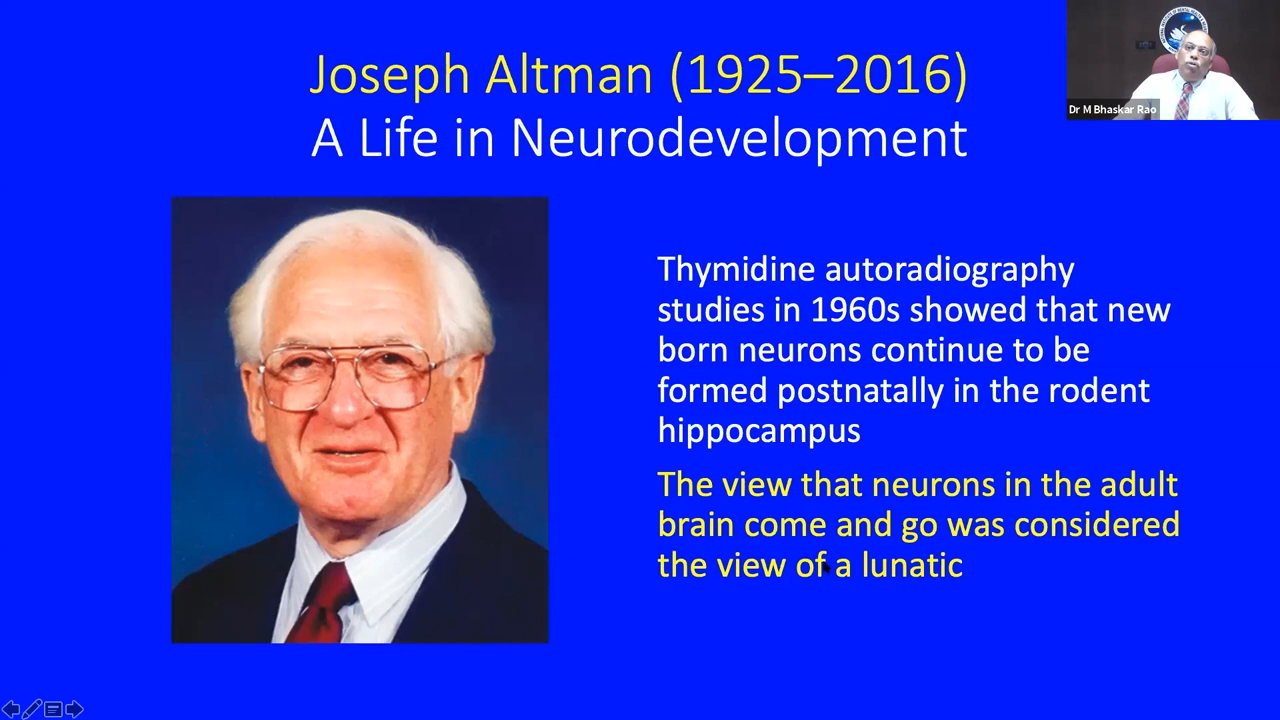 Joseph Altman (1925–2016)
A Life in Neurodevelopment
Dr M Bhaskar Rao
Thymidine autoradiography
studies in 1960s showed that new
born neurons continue to be
formed postnatally in the rodent
hippocampus
The view that neurons in the adult
brain come and go was considered
the view of a lunatic